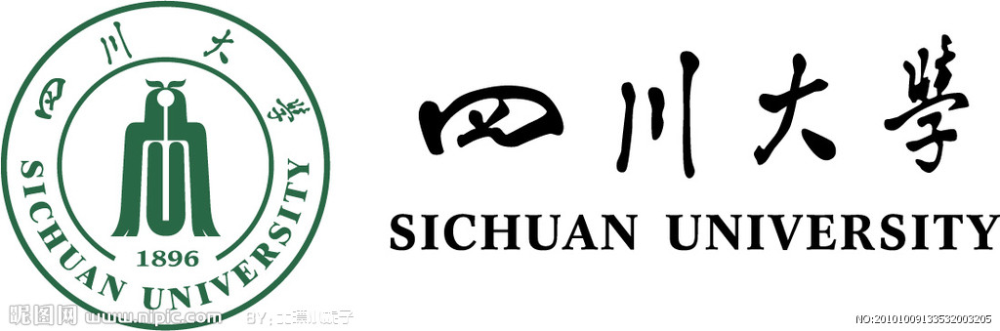 四川大學
SICHUAN UNIVERSITY
1896
四川大學
SICHUAN UNIVERSITY
昵图网 www.nipic.com BY:
NO:20101009133532003205